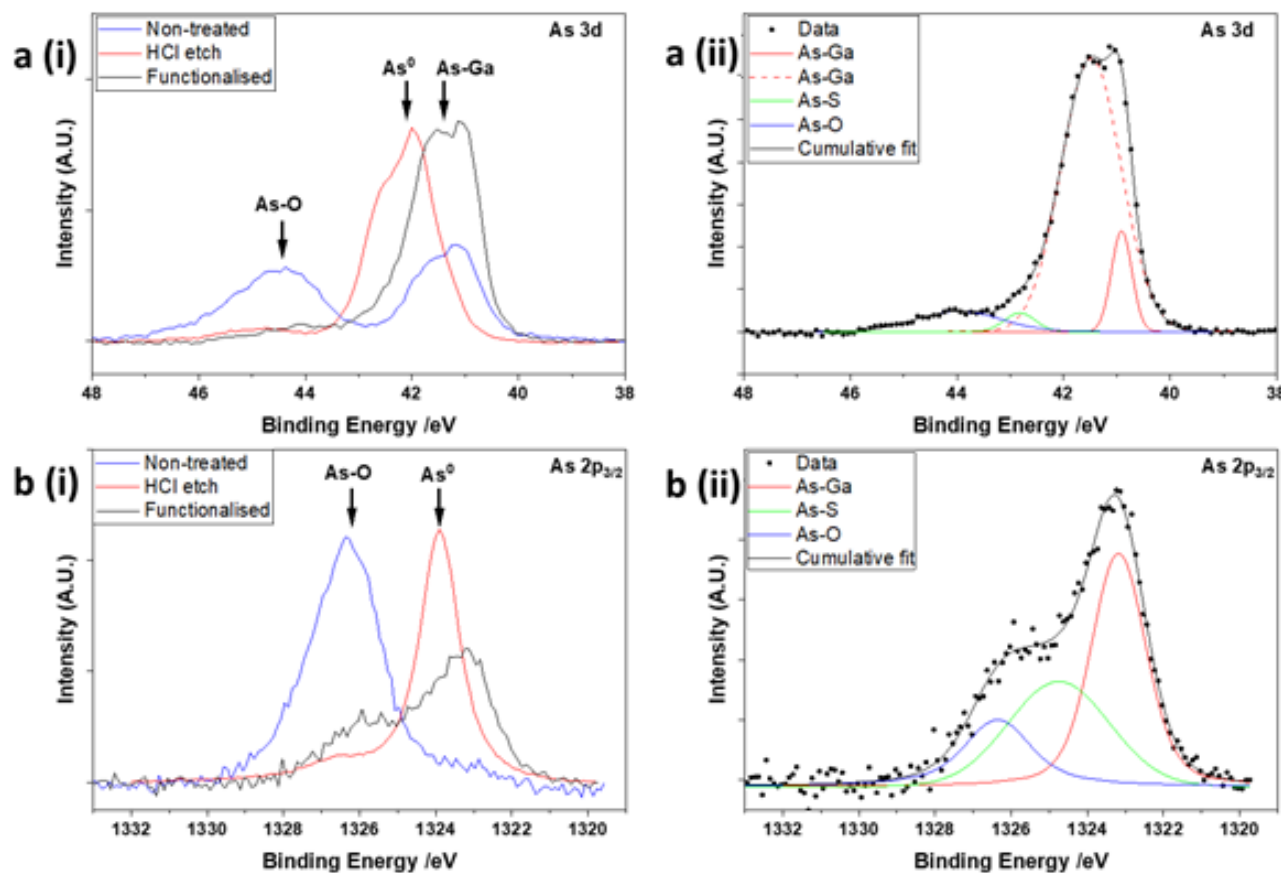 a (i)
As 3d
Non-treated
HCl etch
Functionalised
As⁰
As-Ga
As-O
Intensity (A.U.)
48 46 44 42 40 38
Binding Energy /eV
a (ii)
As 3d
Data
As-Ga
As-Ga
As-S
As-O
Cumulative fit
Intensity (A.U.)
48 46 44 42 40 38
Binding Energy /eV
b (i)
As 2p₃/₂
Non-treated
HCl etch
Functionalised
As-O
As⁰
Intensity (A.U.)
1332 1330 1328 1326 1324 1322 1320
Binding Energy /eV
b (ii)
As 2p₃/₂
Data
As-Ga
As-S
As-O
Cumulative fit
Intensity (A.U.)
1332 1330 1328 1326 1324 1322 1320
Binding Energy /eV